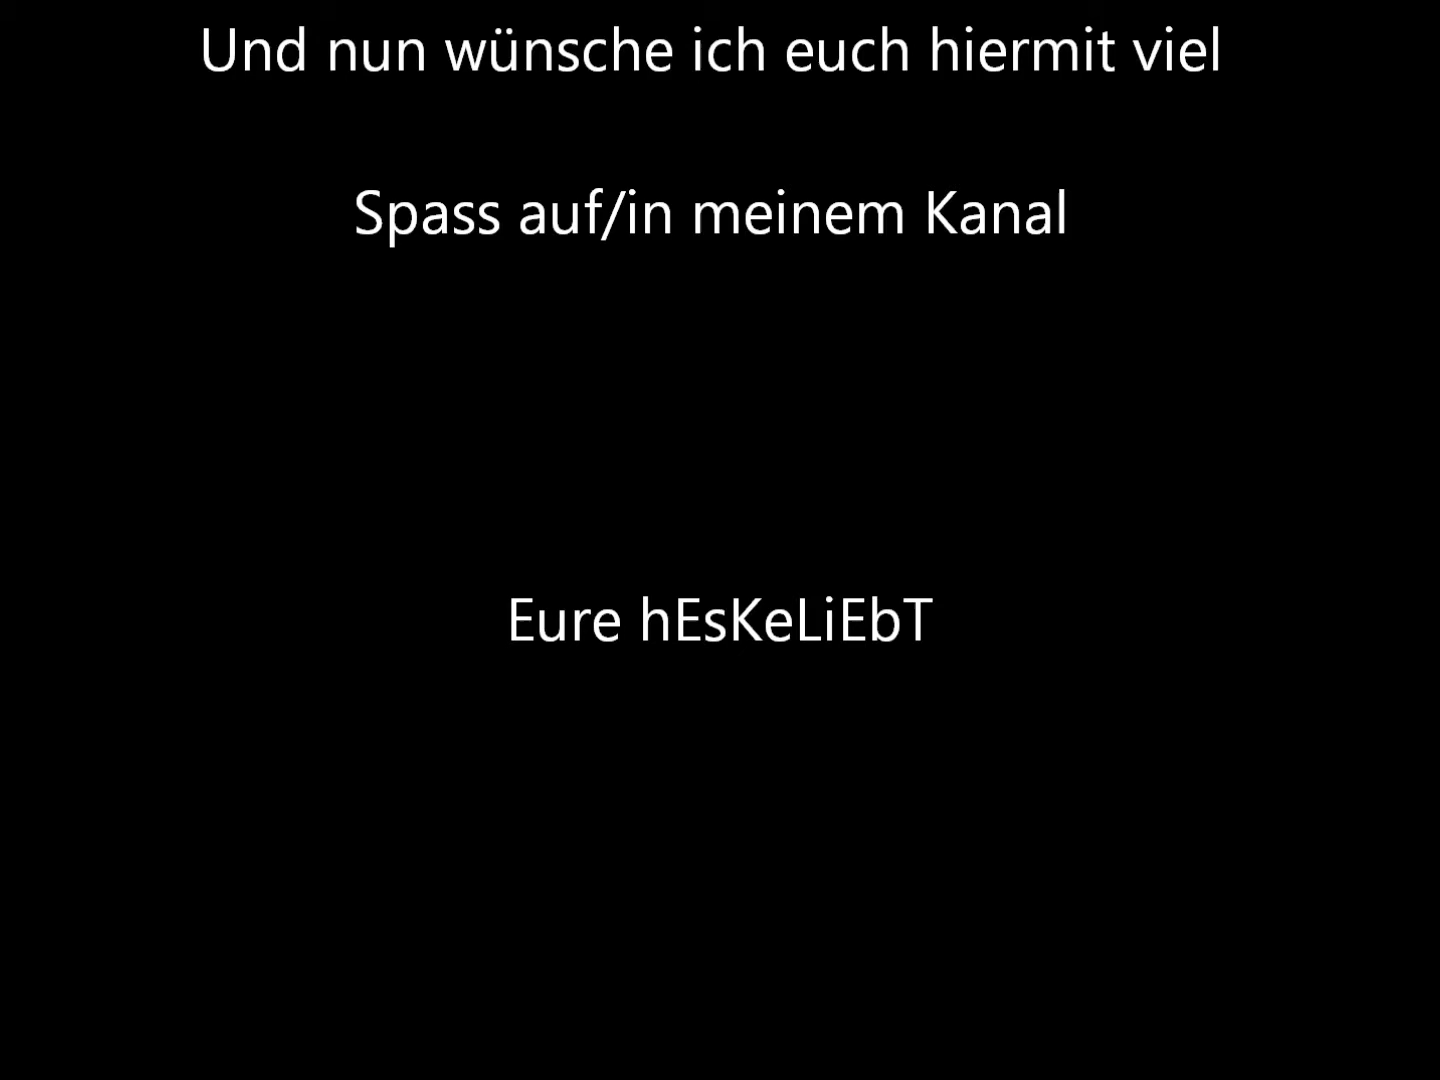 Und nun wünsche ich euch hiermit viel
Spass auf/in meinem Kanal
Eure hEsKeLiEbT